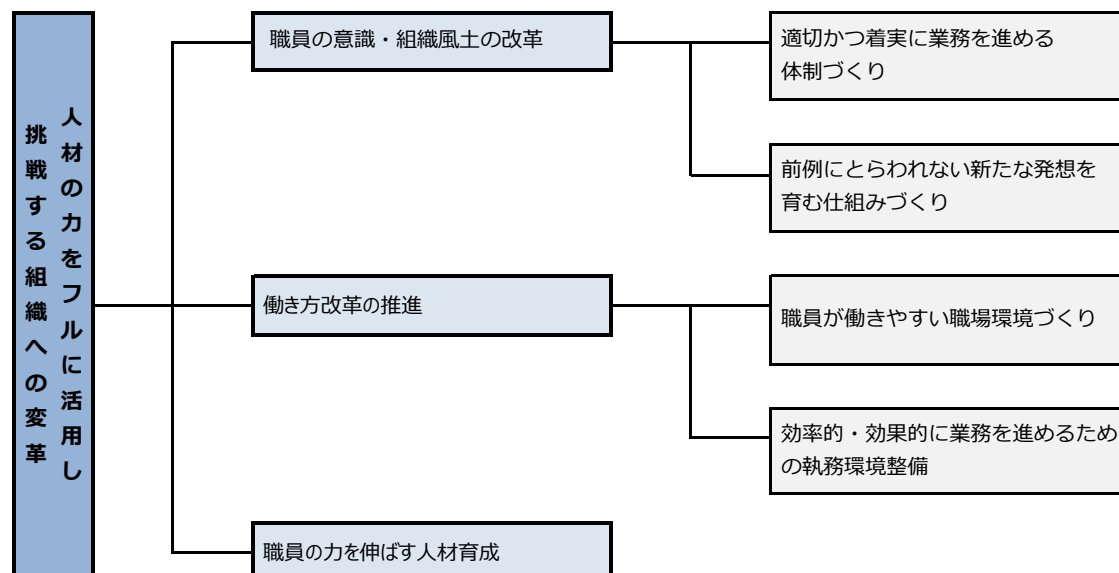 人材の力をフルに活用し
挑戦する組織への変革
職員の意識・組織風土の改革
適切かつ着実に業務を進める
体制づくり
前例にとらわれない新たな発想を
育む仕組みづくり
働き方改革の推進
職員が働きやすい職場環境づくり
効率的・効果的に業務を進めるため
の執務環境整備
職員の力を伸ばす人材育成